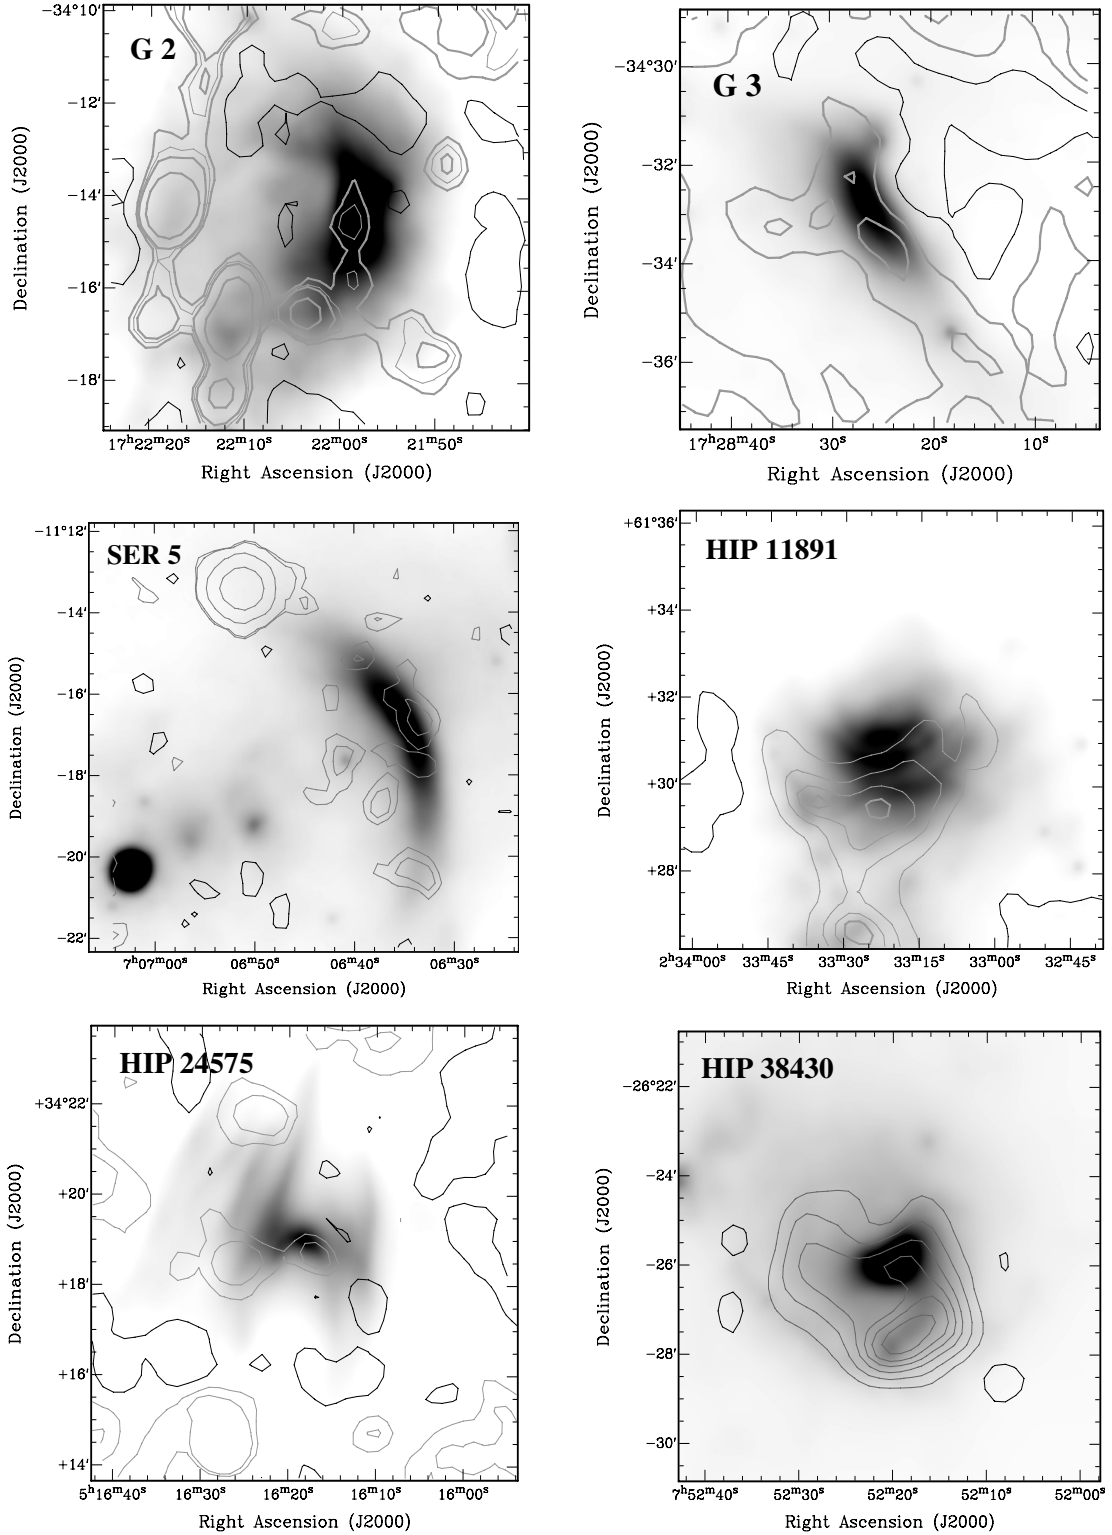 G 2
−34°10′
−12′
−14′
−16′
−18′
Declination (J2000)
17ʰ22ᵐ20ˢ 22ᵐ10ˢ 22ᵐ00ˢ 21ᵐ50ˢ
Right Ascension (J2000)
G 3
−34°30′
−32′
−34′
−36′
Declination (J2000)
17ʰ28ᵐ40ˢ 30ˢ 20ˢ 10ˢ
Right Ascension (J2000)
SER 5
−11°12′
−14′
−16′
−18′
−20′
−22′
Declination (J2000)
7ʰ07ᵐ00ˢ 06ᵐ50ˢ 06ᵐ40ˢ 06ᵐ30ˢ
Right Ascension (J2000)
HIP 11891
+61°36′
+34′
+32′
+30′
+28′
Declination (J2000)
2ʰ34ᵐ00ˢ 33ᵐ45ˢ 33ᵐ30ˢ 33ᵐ15ˢ 33ᵐ00ˢ 32ᵐ45ˢ
Right Ascension (J2000)
HIP 24575
+34°22′
+20′
+18′
+16′
+14′
Declination (J2000)
5ʰ16ᵐ40ˢ 16ᵐ30ˢ 16ᵐ20ˢ 16ᵐ10ˢ 16ᵐ00ˢ
Right Ascension (J2000)
HIP 38430
−26°22′
−24′
−26′
−28′
−30′
Declination (J2000)
7ʰ52ᵐ40ˢ 52ᵐ30ˢ 52ᵐ20ˢ 52ᵐ10ˢ 52ᵐ00ˢ
Right Ascension (J2000)